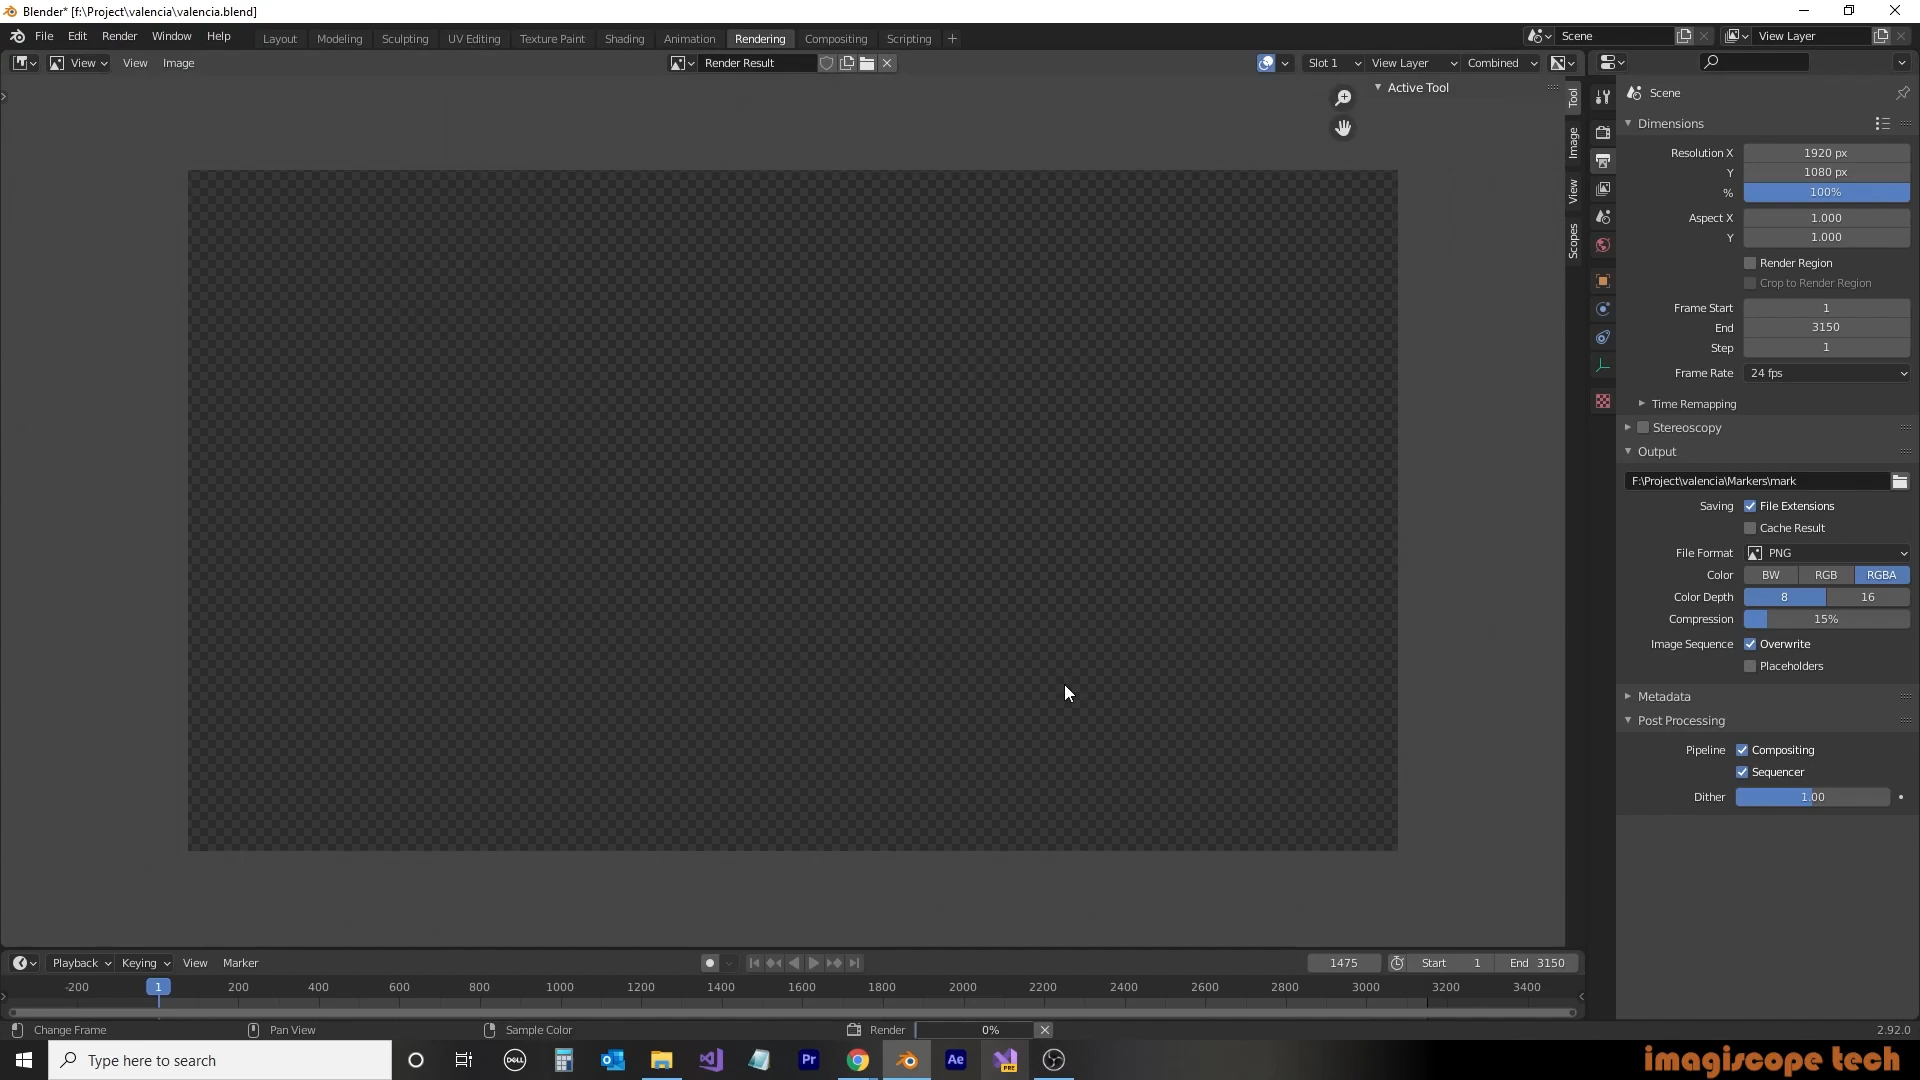 Blender* [f:\Project\valencia\valencia.blend]
File Edit Render Window Help Layout Modeling Sculpting UV Editing Texture Paint Shading Animation Rendering Compositing Scripting Scene View Layer
View View Image Render Result Slot 1 View Layer Combined
Active Tool
Tool
Image
View
Scopes
Scene
Dimensions
Resolution X 1920 px
Y 1080 px
% 100%
Aspect X 1.000
Y 1.000
Render Region
Crop to Render Region
Frame Start 1
End 3150
Step 1
Frame Rate 24 fps
Time Remapping
Stereoscopy
Output
F:\Project\valencia\Markers\mark
Saving File Extensions
Cache Result
File Format PNG
Color BW RGB RGBA
Color Depth 8 16
Compression 15%
Image Sequence Overwrite
Placeholders
Metadata
Post Processing
Pipeline Compositing
Sequencer
Dither 1.00
Playback Keying View Marker 1475 Start 1 End 3150
-200 1 200 400 600 800 1000 1200 1400 1600 1800 2000 2200 2400 2600 2800 3000 3200 3400
Change Frame Pan View Sample Color Render 0% 2.92.0
Type here to search DELL Pr Ae PRE
imagiscope tech